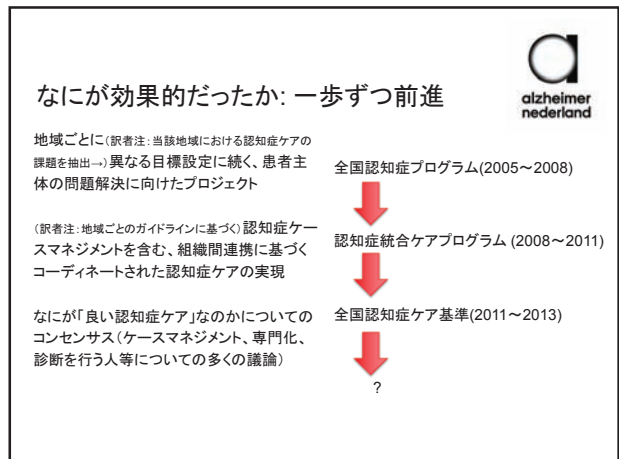 なにが効果的だったか: 一歩ずつ前進
alzheimer
nederland
地域ごとに(訳者注:当該地域における認知症ケアの
課題を抽出→)異なる目標設定に続く、患者主
体の問題解決に向けたプロジェクト
全国認知症プログラム(2005～2008)
(訳者注:地域ごとのガイドラインに基づく)認知症ケー
スマネジメントを含む、組織間連携に基づく
コーディネートされた認知症ケアの実現
認知症統合ケアプログラム (2008～2011)
なにが「良い認知症ケア」なのかについての
コンセンサス(ケースマネジメント、専門化、
診断を行う人等についての多くの議論)
全国認知症ケア基準(2011～2013)
?